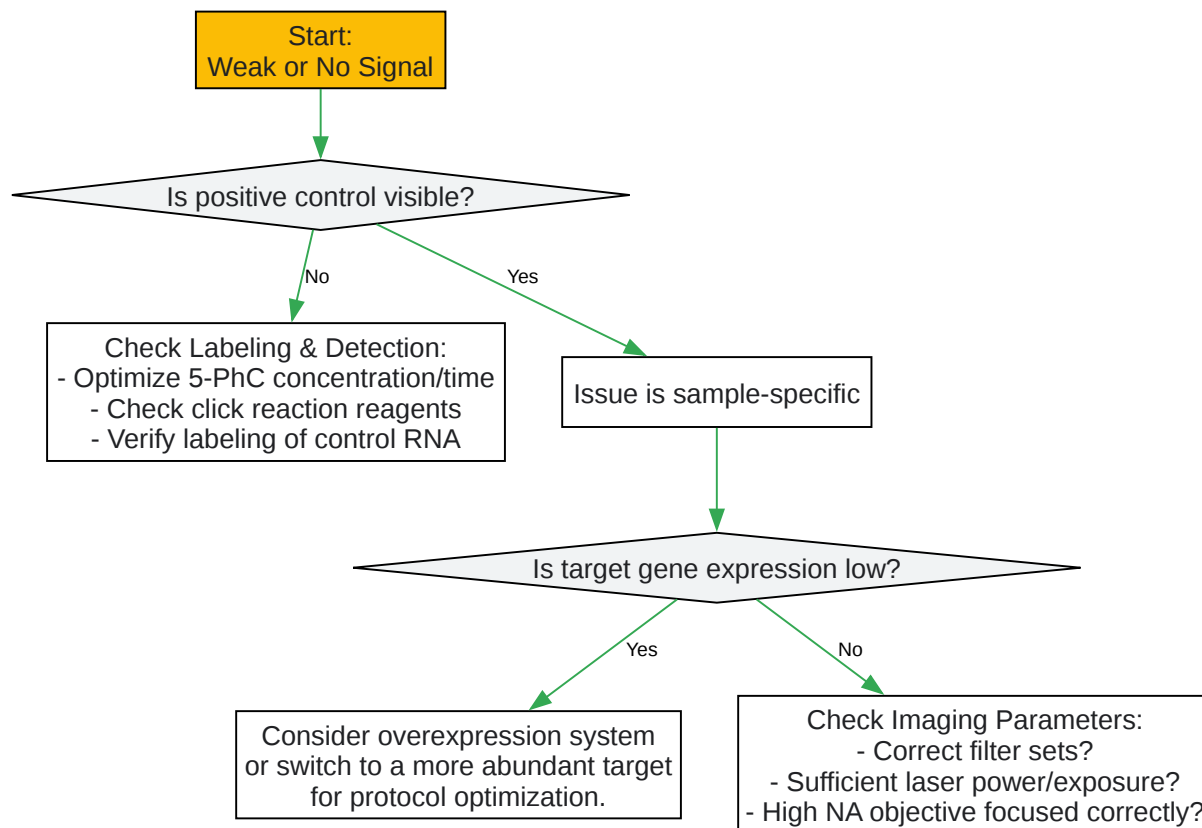 Start:
Weak or No Signal
Is positive control visible?
No
Yes
Check Labeling & Detection:
- Optimize 5-PhC concentration/time
- Check click reaction reagents
- Verify labeling of control RNA
Issue is sample-specific
Is target gene expression low?
Yes
No
Consider overexpression system
or switch to a more abundant target
for protocol optimization.
Check Imaging Parameters:
- Correct filter sets?
- Sufficient laser power/exposure?
- High NA objective focused correctly?